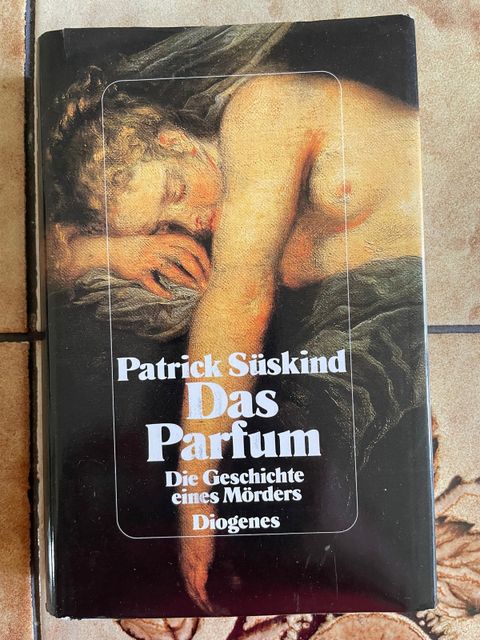 Patrick Süskind
Das
Parfum
Die Geschichte
eines Mörders
Diogenes